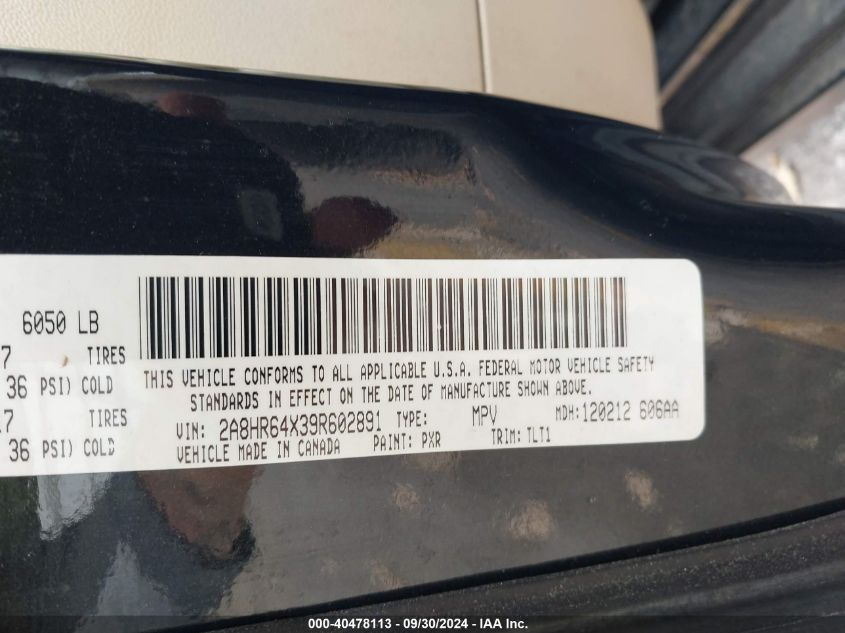 6050 LB
7 TIRES
36 PSI) COLD
17 TIRES
36 PSI) COLD
THIS VEHICLE CONFORMS TO ALL APPLICABLE U.S.A. FEDERAL MOTOR VEHICLE SAFETY
STANDARDS IN EFFECT ON THE DATE OF MANUFACTURE SHOWN ABOVE.
VIN: 2A8HR64X39R602891 TYPE: MPV MDH: 120212 606AA
VEHICLE MADE IN CANADA PAINT: PXR TRIM: TLT1
000-40478113 - 09/30/2024 - IAA Inc.